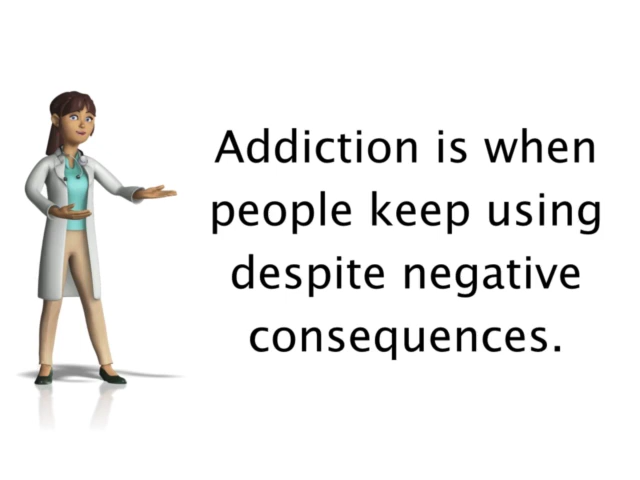 Addiction is when
people keep using
despite negative
consequences.